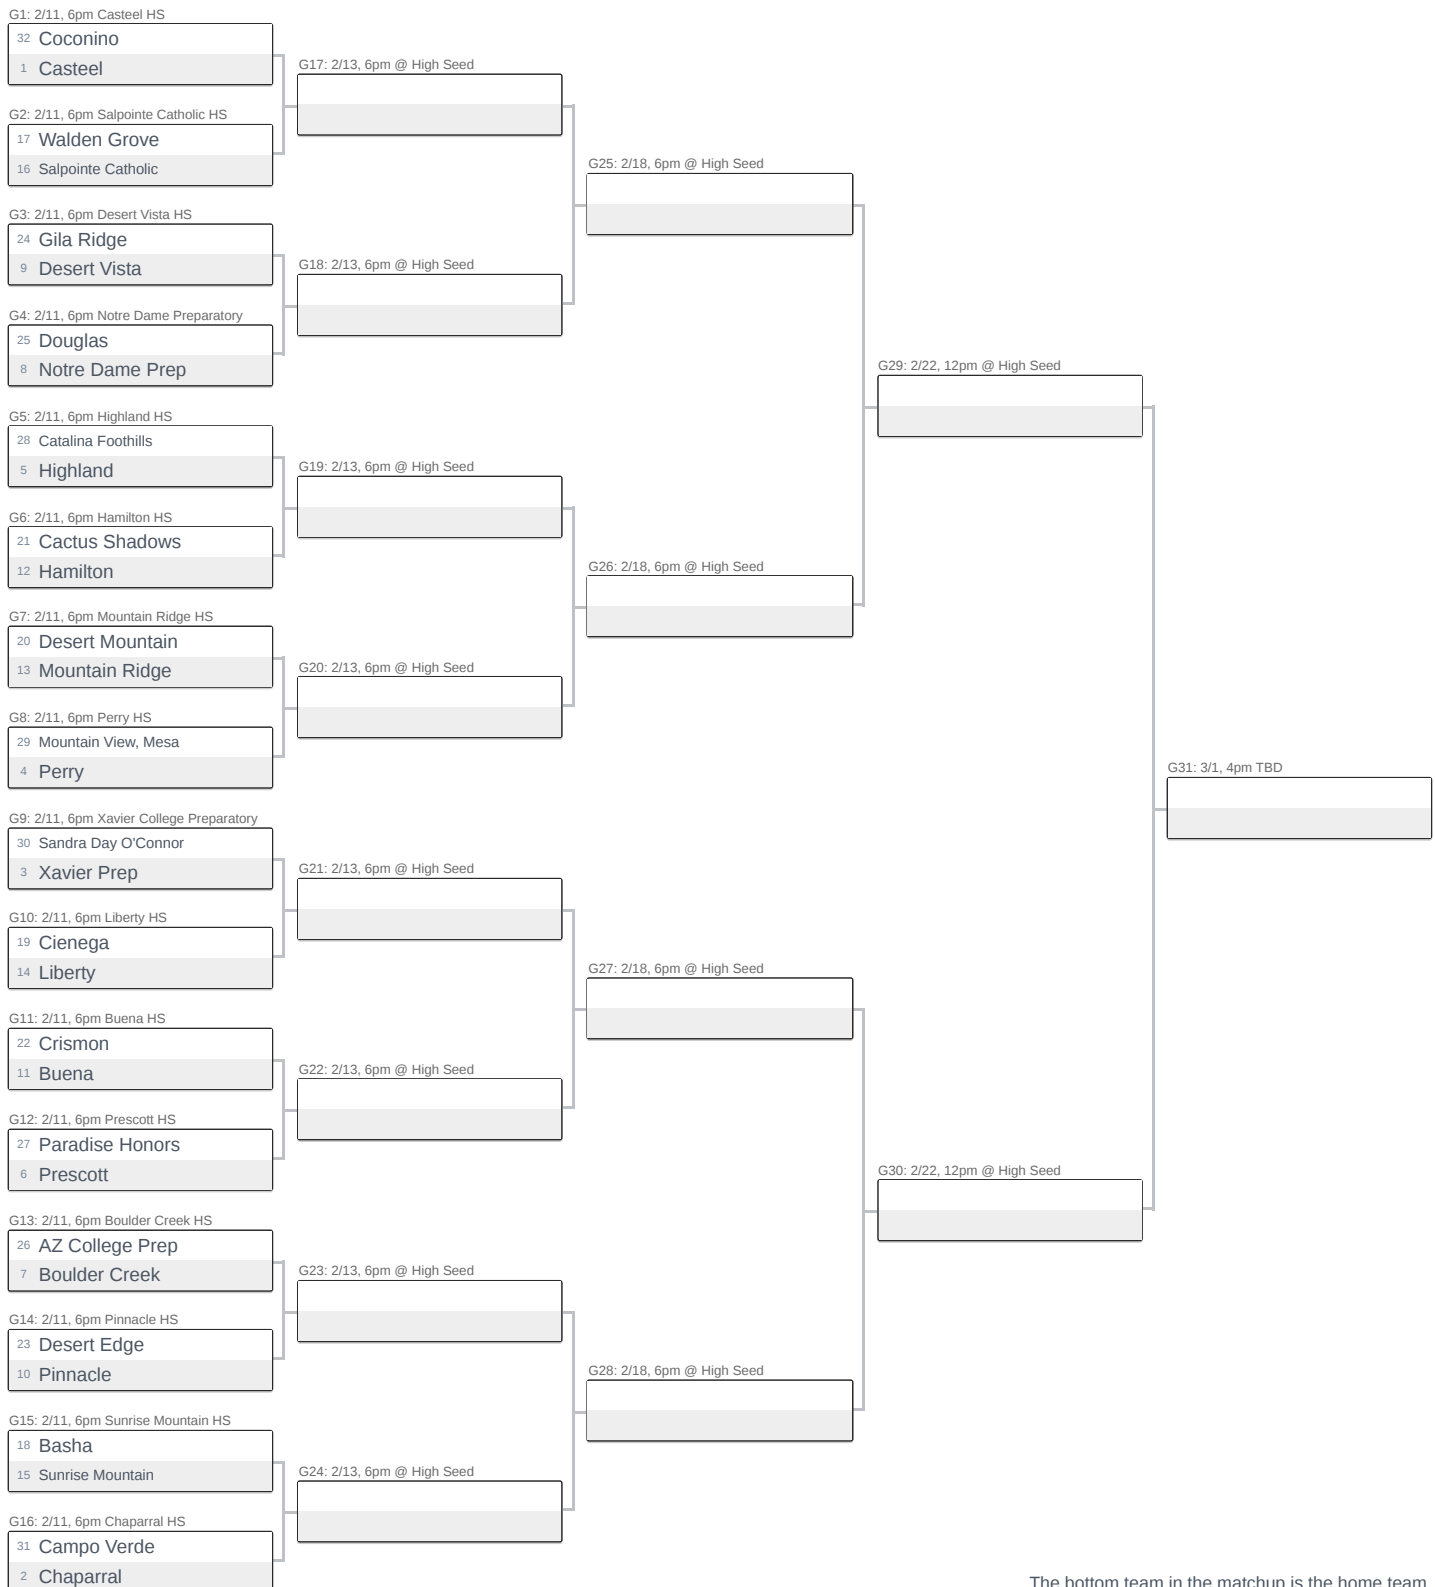 G1: 2/11, 6pm Casteel HS
32 Coconino
1 Casteel
G2: 2/11, 6pm Salpointe Catholic HS
17 Walden Grove
16 Salpointe Catholic
G3: 2/11, 6pm Desert Vista HS
24 Gila Ridge
9 Desert Vista
G4: 2/11, 6pm Notre Dame Preparatory
25 Douglas
8 Notre Dame Prep
G5: 2/11, 6pm Highland HS
28 Catalina Foothills
5 Highland
G6: 2/11, 6pm Hamilton HS
21 Cactus Shadows
12 Hamilton
G7: 2/11, 6pm Mountain Ridge HS
20 Desert Mountain
13 Mountain Ridge
G8: 2/11, 6pm Perry HS
29 Mountain View, Mesa
4 Perry
G9: 2/11, 6pm Xavier College Preparatory
30 Sandra Day O'Connor
3 Xavier Prep
G10: 2/11, 6pm Liberty HS
19 Cienega
14 Liberty
G11: 2/11, 6pm Buena HS
22 Crismon
11 Buena
G12: 2/11, 6pm Prescott HS
27 Paradise Honors
6 Prescott
G13: 2/11, 6pm Boulder Creek HS
26 AZ College Prep
7 Boulder Creek
G14: 2/11, 6pm Pinnacle HS
23 Desert Edge
10 Pinnacle
G15: 2/11, 6pm Sunrise Mountain HS
18 Basha
15 Sunrise Mountain
G16: 2/11, 6pm Chaparral HS
31 Campo Verde
2 Chaparral
G17: 2/13, 6pm @ High Seed
G18: 2/13, 6pm @ High Seed
G19: 2/13, 6pm @ High Seed
G20: 2/13, 6pm @ High Seed
G21: 2/13, 6pm @ High Seed
G22: 2/13, 6pm @ High Seed
G23: 2/13, 6pm @ High Seed
G24: 2/13, 6pm @ High Seed
G25: 2/18, 6pm @ High Seed
G26: 2/18, 6pm @ High Seed
G27: 2/18, 6pm @ High Seed
G28: 2/18, 6pm @ High Seed
G29: 2/22, 12pm @ High Seed
G30: 2/22, 12pm @ High Seed
G31: 3/1, 4pm TBD
The bottom team in the matchup is the home team